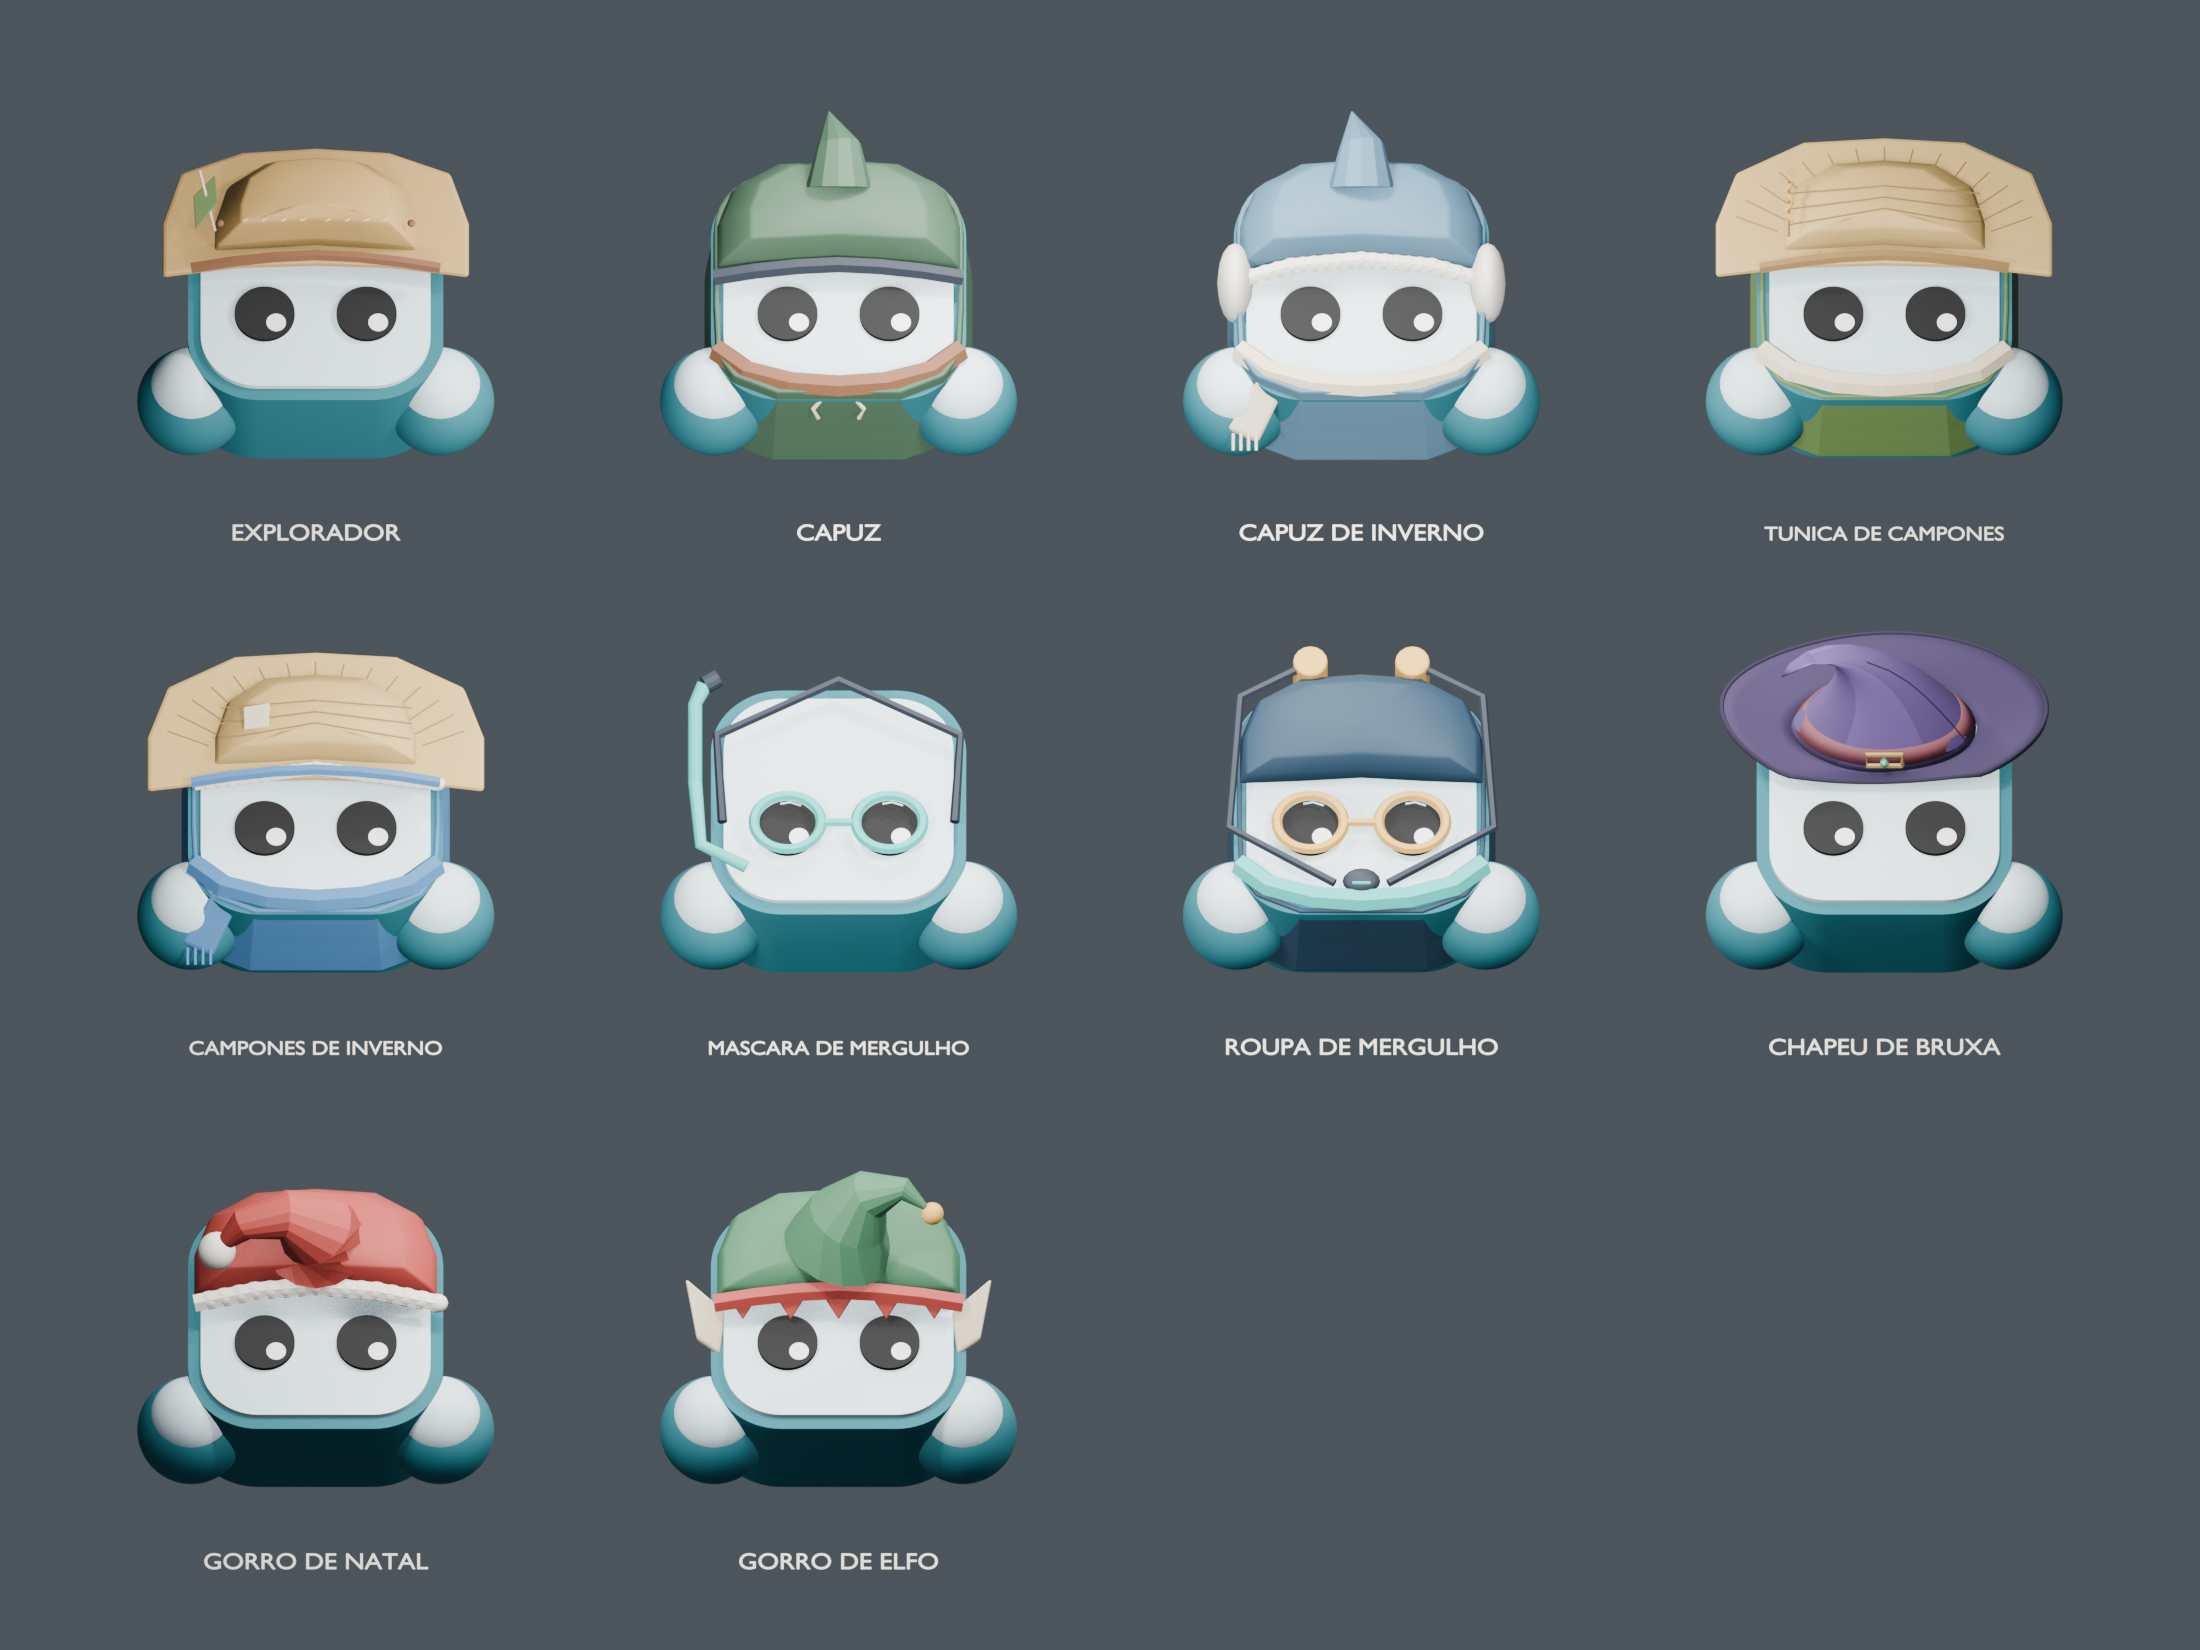 EXPLORADOR
CAPUZ
CAPUZ DE INVERNO
TUNICA DE CAMPONES
CAMPONES DE INVERNO
MASCARA DE MERGULHO
ROUPA DE MERGULHO
CHAPEU DE BRUXA
GORRO DE NATAL
GORRO DE ELFO